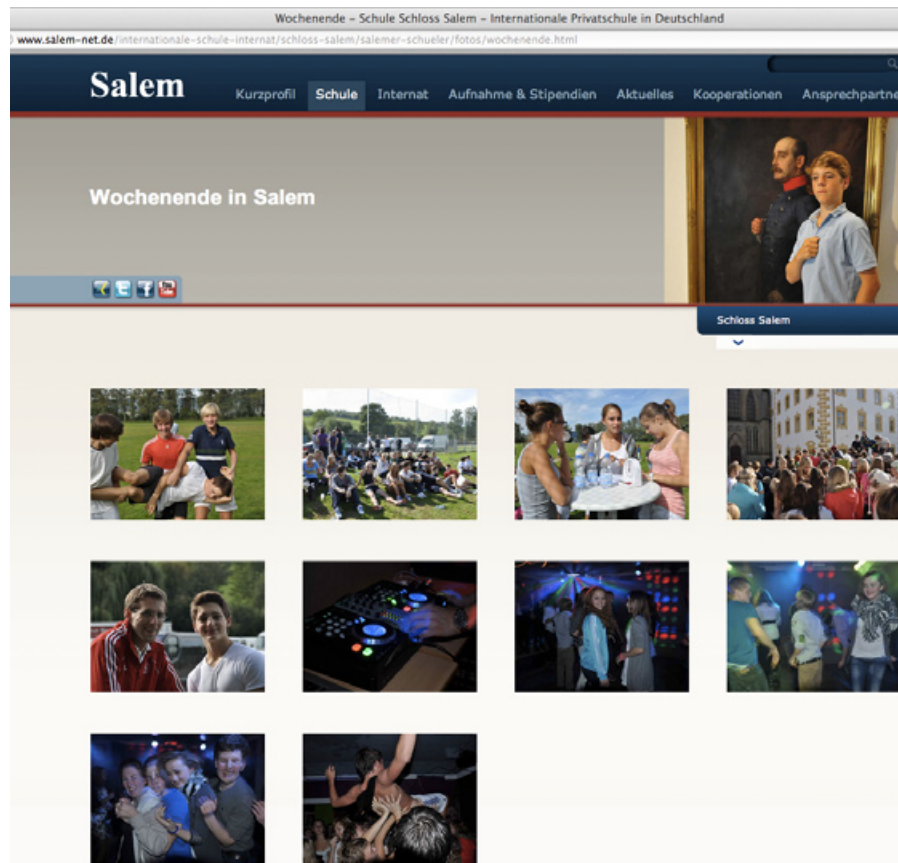 Wochenende – Schule Schloss Salem – Internationale Privatschule in Deutschland
www.salem-net.de/internationale-schule-internat/schloss-salem/salemer-schueler/fotos/wochenende.html
Salem
Kurzprofil Schule Internat Aufnahme & Stipendien Aktuelles Kooperationen Ansprechpartne
Wochenende in Salem
Schloss Salem